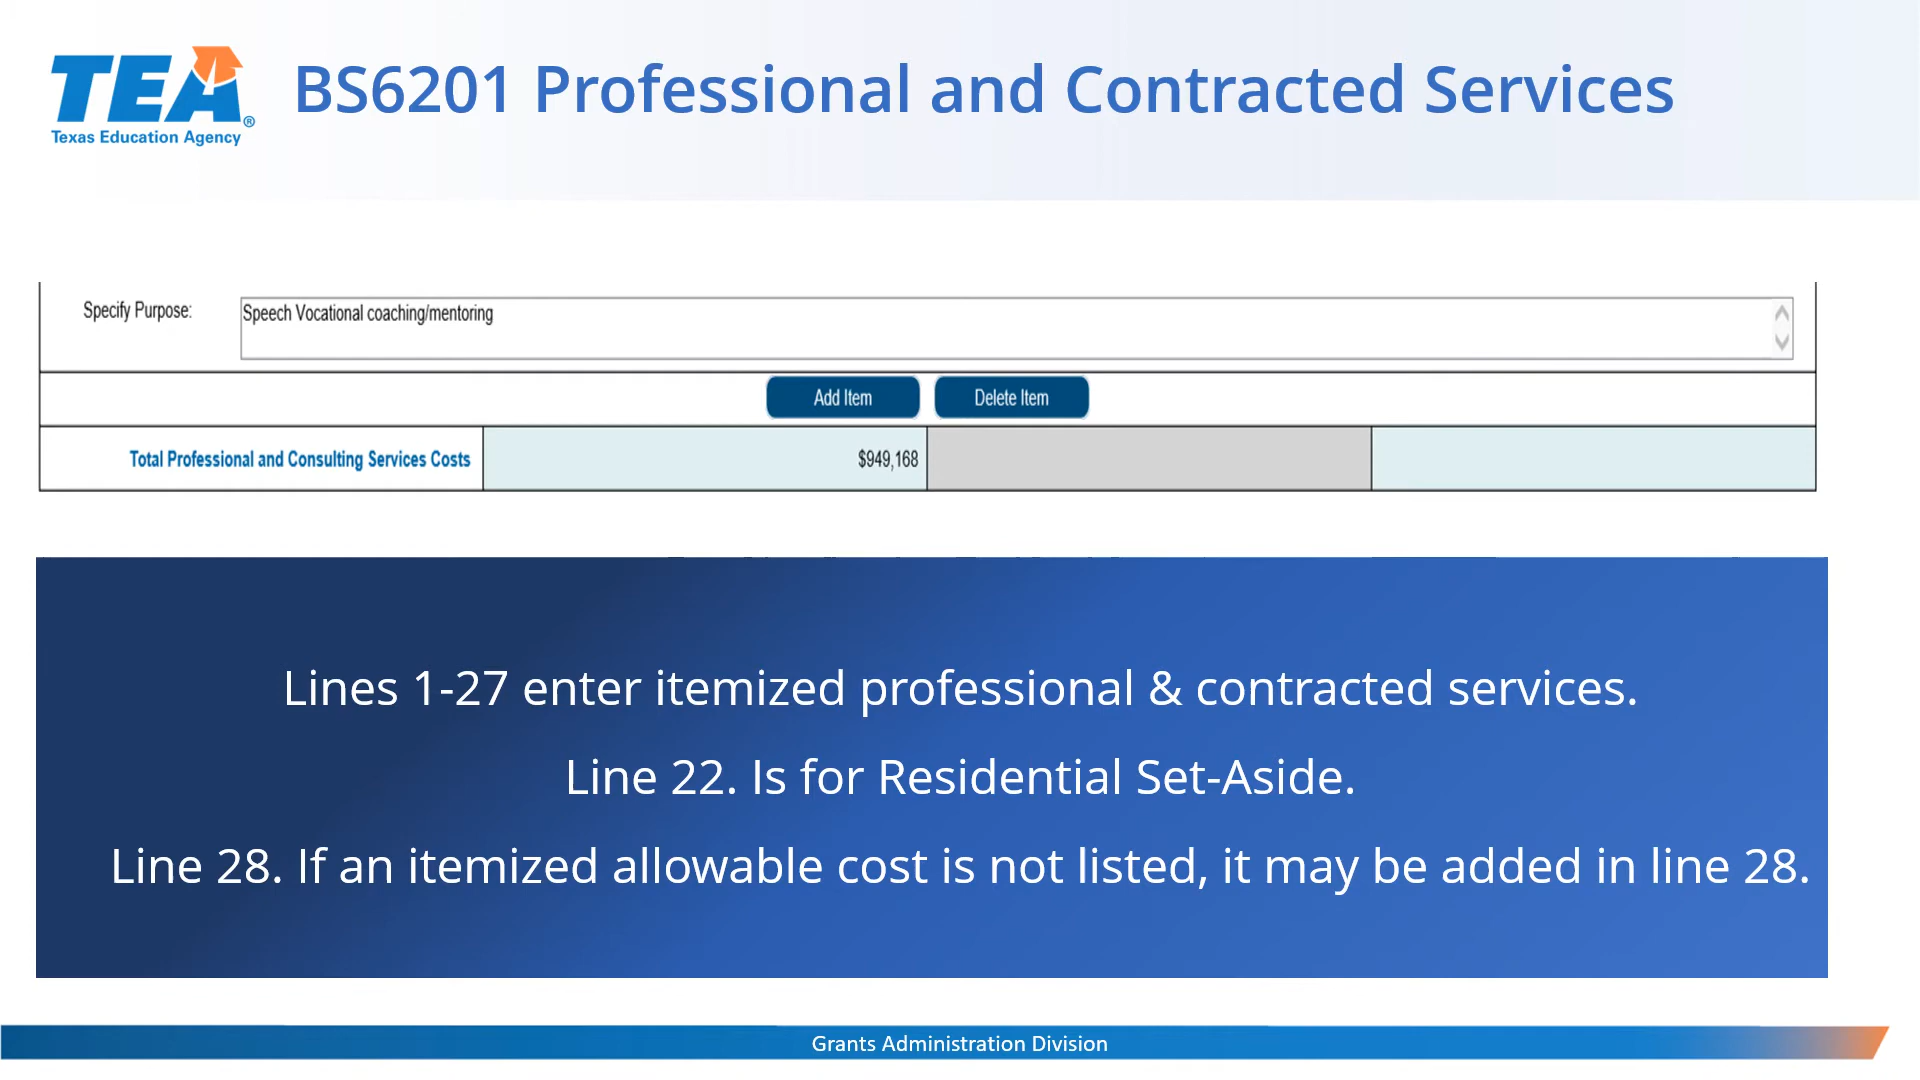 TEA®
Texas Education Agency
BS6201 Professional and Contracted Services
Specify Purpose:
Speech Vocational coaching/mentoring
Add Item
Delete Item
Total Professional and Consulting Services Costs
$949,168
Lines 1-27 enter itemized professional & contracted services.
Line 22. Is for Residential Set-Aside.
Line 28. If an itemized allowable cost is not listed, it may be added in line 28.
Grants Administration Division